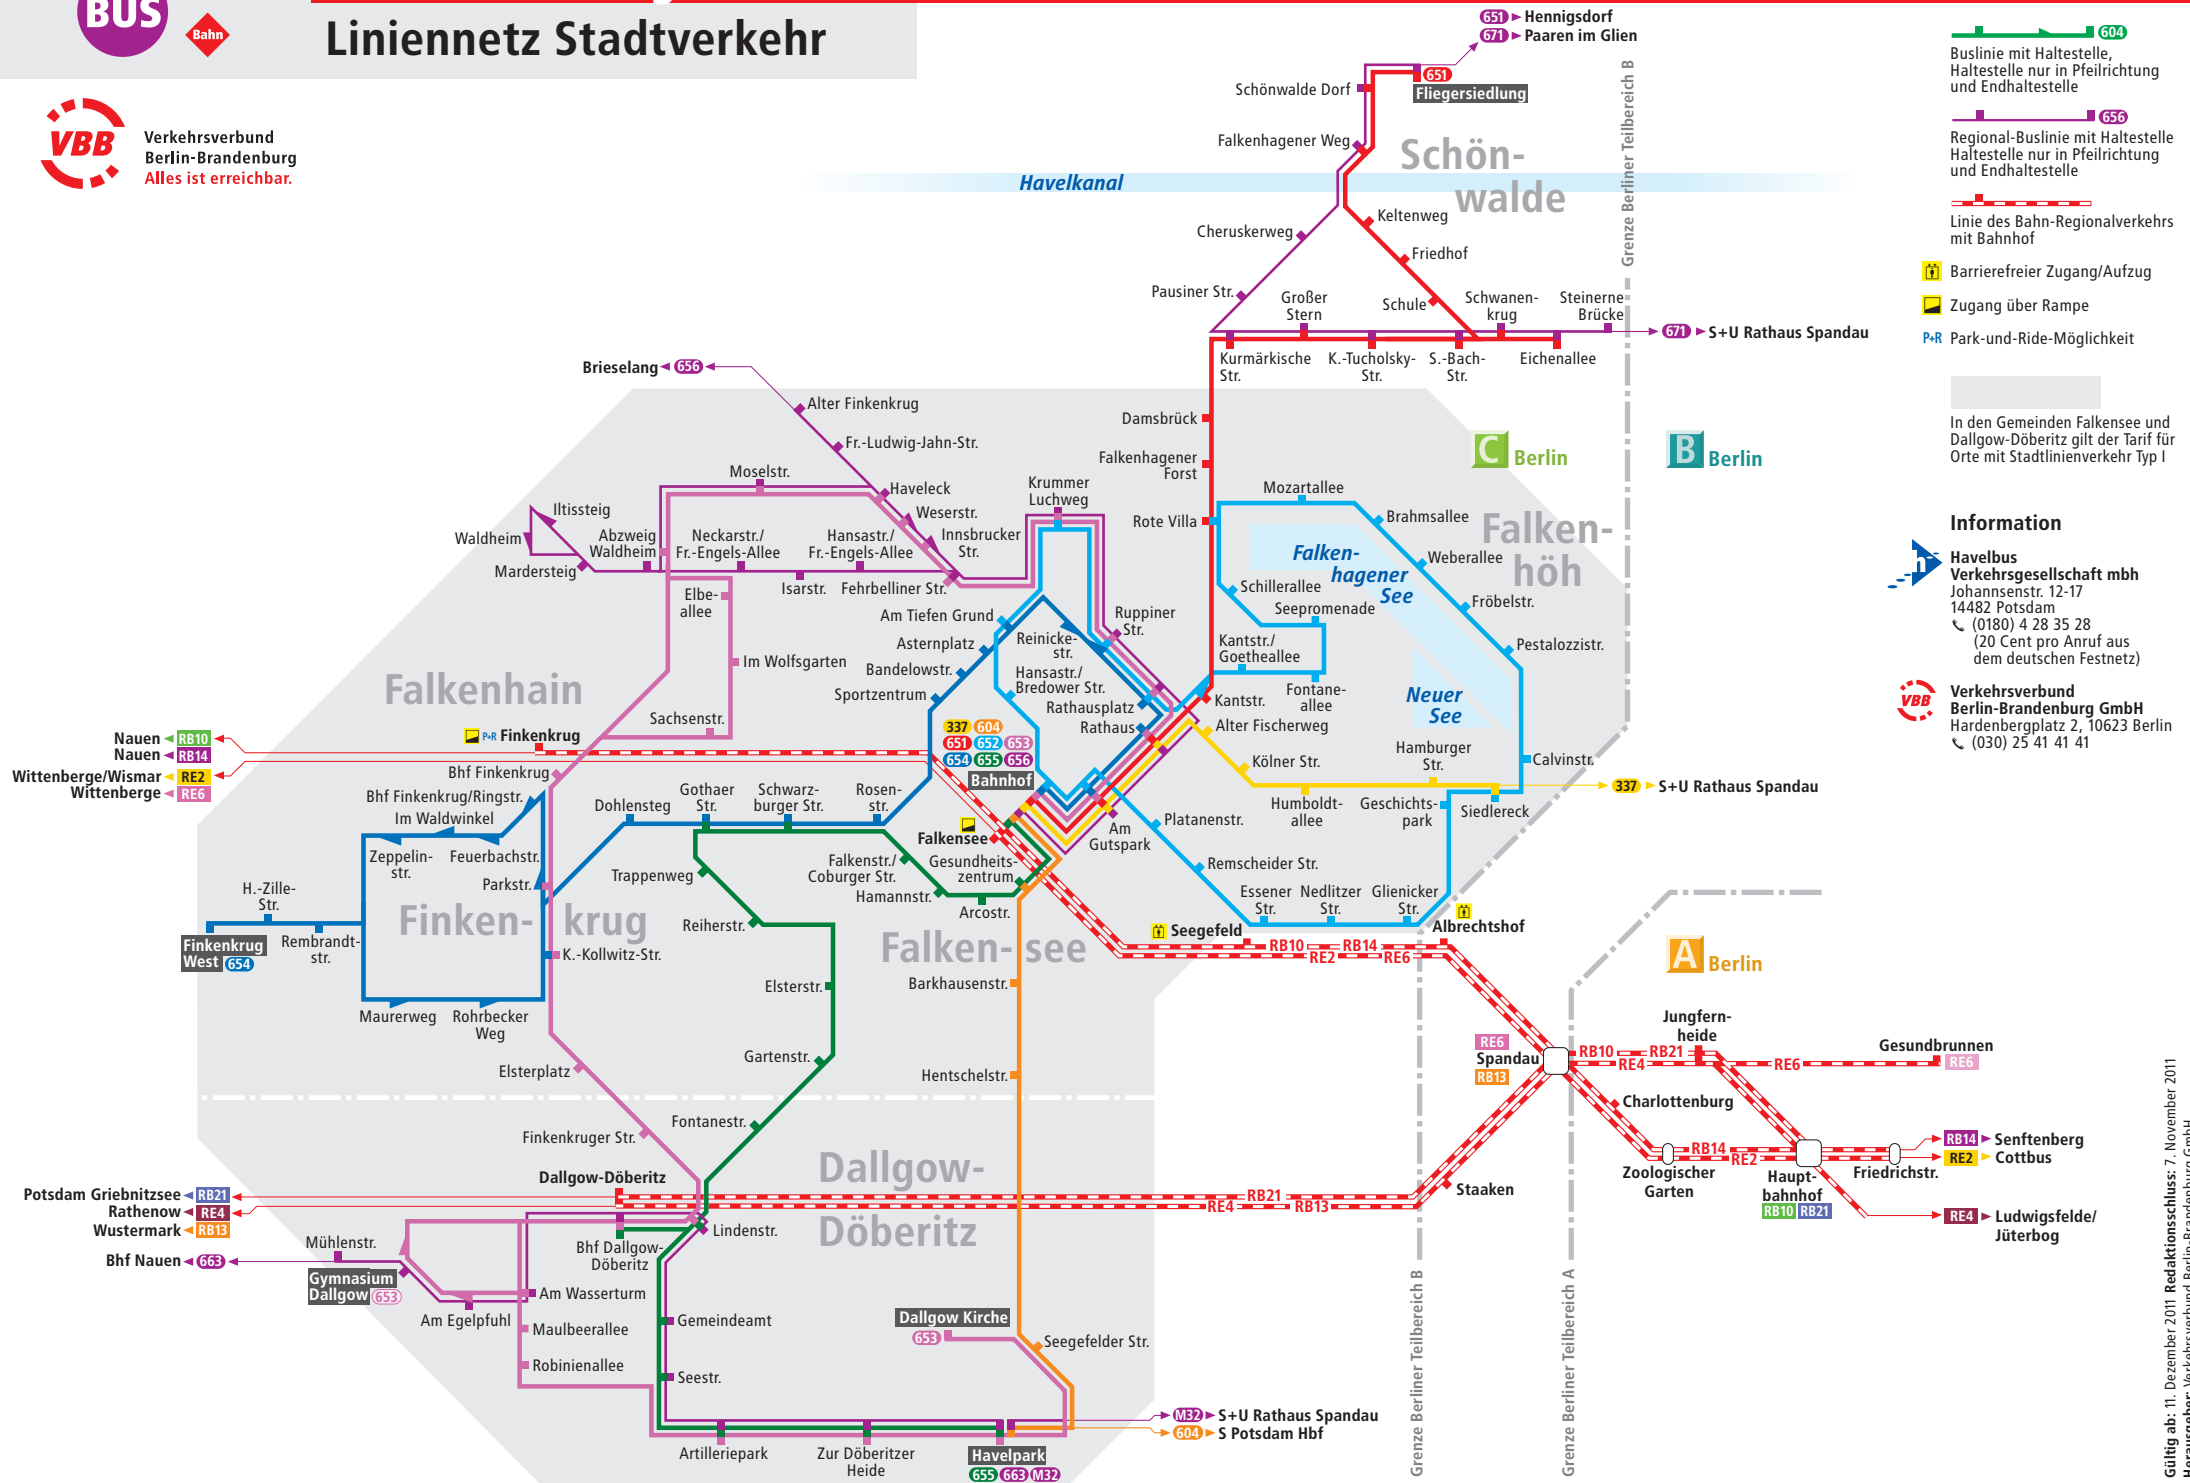 BUS
Bahn
Liniennetz Stadtverkehr
VBB
Verkehrsverbund
Berlin-Brandenburg
Alles ist erreichbar.
651 Hennigsdorf
671 Paaren im Glien
Schönwalde Dorf
651
Fliegersiedlung
Falkenhagener Weg
Schön-
walde
Havelkanal
Keltenweg
Cheruskerweg
Friedhof
Pausiner Str.
Großer
Stern
Schule
Schwanen-
krug
Steinerne
Brücke
671 S+U Rathaus Spandau
Kurmärkische
Str.
K.-Tucholsky-
Str.
S.-Bach-
Str.
Eichenallee
Grenze Berliner Teilbereich B
604
Buslinie mit Haltestelle,
Haltestelle nur in Pfeilrichtung
und Endhaltestelle
656
Regional-Buslinie mit Haltestelle
Haltestelle nur in Pfeilrichtung
und Endhaltestelle
Linie des Bahn-Regionalverkehrs
mit Bahnhof
Barrierefreier Zugang/Aufzug
Zugang über Rampe
P+R Park-und-Ride-Möglichkeit
In den Gemeinden Falkensee und
Dallgow-Döberitz gilt der Tarif für
Orte mit Stadtlinienverkehr Typ I
Information
Havelbus
Verkehrsgesellschaft mbh
Johannsenstr. 12-17
14482 Potsdam
(0180) 4 28 35 28
(20 Cent pro Anruf aus
dem deutschen Festnetz)
VBB
Verkehrsverbund
Berlin-Brandenburg GmbH
Hardenbergplatz 2, 10623 Berlin
(030) 25 41 41 41
Brieselang 656
Alter Finkenkrug
Fr.-Ludwig-Jahn-Str.
Moselstr.
Haveleck
Weserstr.
Innsbrucker
Str.
Iltissteig
Waldheim
Mardersteig
Abzweig
Waldheim
Neckarstr./
Fr.-Engels-Allee
Hansastr./
Fr.-Engels-Allee
Isarstr.
Fehrbelliner Str.
Krummer
Luchweg
Elbe-
allee
Im Wolfsgarten
Sachsenstr.
Falkenhain
Damsbrück
Falkenhagener
Forst
Rote Villa
C Berlin
B Berlin
Mozartallee
Brahmsallee
Weberallee
Fröbelstr.
Pestalozzistr.
Calvinstr.
Falken-
höh
Falken-
hagener
See
Neuer
See
Schillerallee
Seepromenade
Kantstr./
Goetheallee
Fontane-
allee
Kantstr.
Ruppiner
Str.
Am Tiefen Grund
Asternplatz
Bandelowstr.
Sportzentrum
Reinicke-
str.
Hansastr./
Bredower Str.
Rathausplatz
Rathaus
337 604
651 652 653
654 655 656
Bahnhof
Alter Fischerweg
Kölner Str.
Humboldt-
allee
Hamburger
Str.
Geschichts-
park
Siedlereck
337 S+U Rathaus Spandau
Nauen RB10
Nauen RB14
Wittenberge/Wismar RE2
Wittenberge RE6
P+R Finkenkrug
Bhf Finkenkrug
Bhf Finkenkrug/Ringstr.
Im Waldwinkel
Zeppelin-
str.
Feuerbachstr.
Parkstr.
H.-Zille-
Str.
Finkenkrug
West 654
Rembrandt-
str.
Finken-
krug
K.-Kollwitz-Str.
Maurerweg
Rohrbecker
Weg
Dohlensteg
Gothaer
Str.
Schwarz-
burger Str.
Rosen-
str.
Trappenweg
Falkenstr./
Coburger Str.
Hamannstr.
Falkensee
Gesundheits-
zentrum
Arcostr.
Reiherstr.
Elsterstr.
Gartenstr.
Fontanestr.
Am
Gutspark
Platanenstr.
Remscheider Str.
Essener
Str.
Nedlitzer
Str.
Glienicker
Str.
Falken-
see
Barkhausenstr.
Hentschelstr.
Seegefeld
Albrechtshof
RB10 RB14
RE2 RE6
A Berlin
Elsterplatz
Finkenkruger Str.
Dallgow-Döberitz
Dallgow-
Döberitz
Potsdam Griebnitzsee RB21
Rathenow RE4
Wustermark RB13
Bhf Nauen 663
Mühlenstr.
Gymnasium
Dallgow 653
Am Egelpfuhl
Bhf Dallgow-
Döberitz
Lindenstr.
Am Wasserturm
Maulbeerallee
Robinienallee
Gemeindeamt
Seestr.
Artilleriepark
Zur Döberitzer
Heide
Havelpark
655 663 M32
Dallgow Kirche
653
Seegefelder Str.
M32 S+U Rathaus Spandau
604 S Potsdam Hbf
RB21
RE4 RB13
Staaken
RE6
Spandau
RB13
RB10 RB21
RE4
Jungfern-
heide
RE6
Gesundbrunnen
RE6
Charlottenburg
RB14
RE2
Zoologischer
Garten
Haupt-
bahnhof
RB10 RB21
Friedrichstr.
RB14 Senftenberg
RE2 Cottbus
RE4 Ludwigsfelde/
Jüterbog
Grenze Berliner Teilbereich B
Grenze Berliner Teilbereich A
Gültig ab: 11. Dezember 2011 Redaktionsschluss: 7. November 2011
Herausgeber: Verkehrsverbund Berlin-Brandenburg GmbH